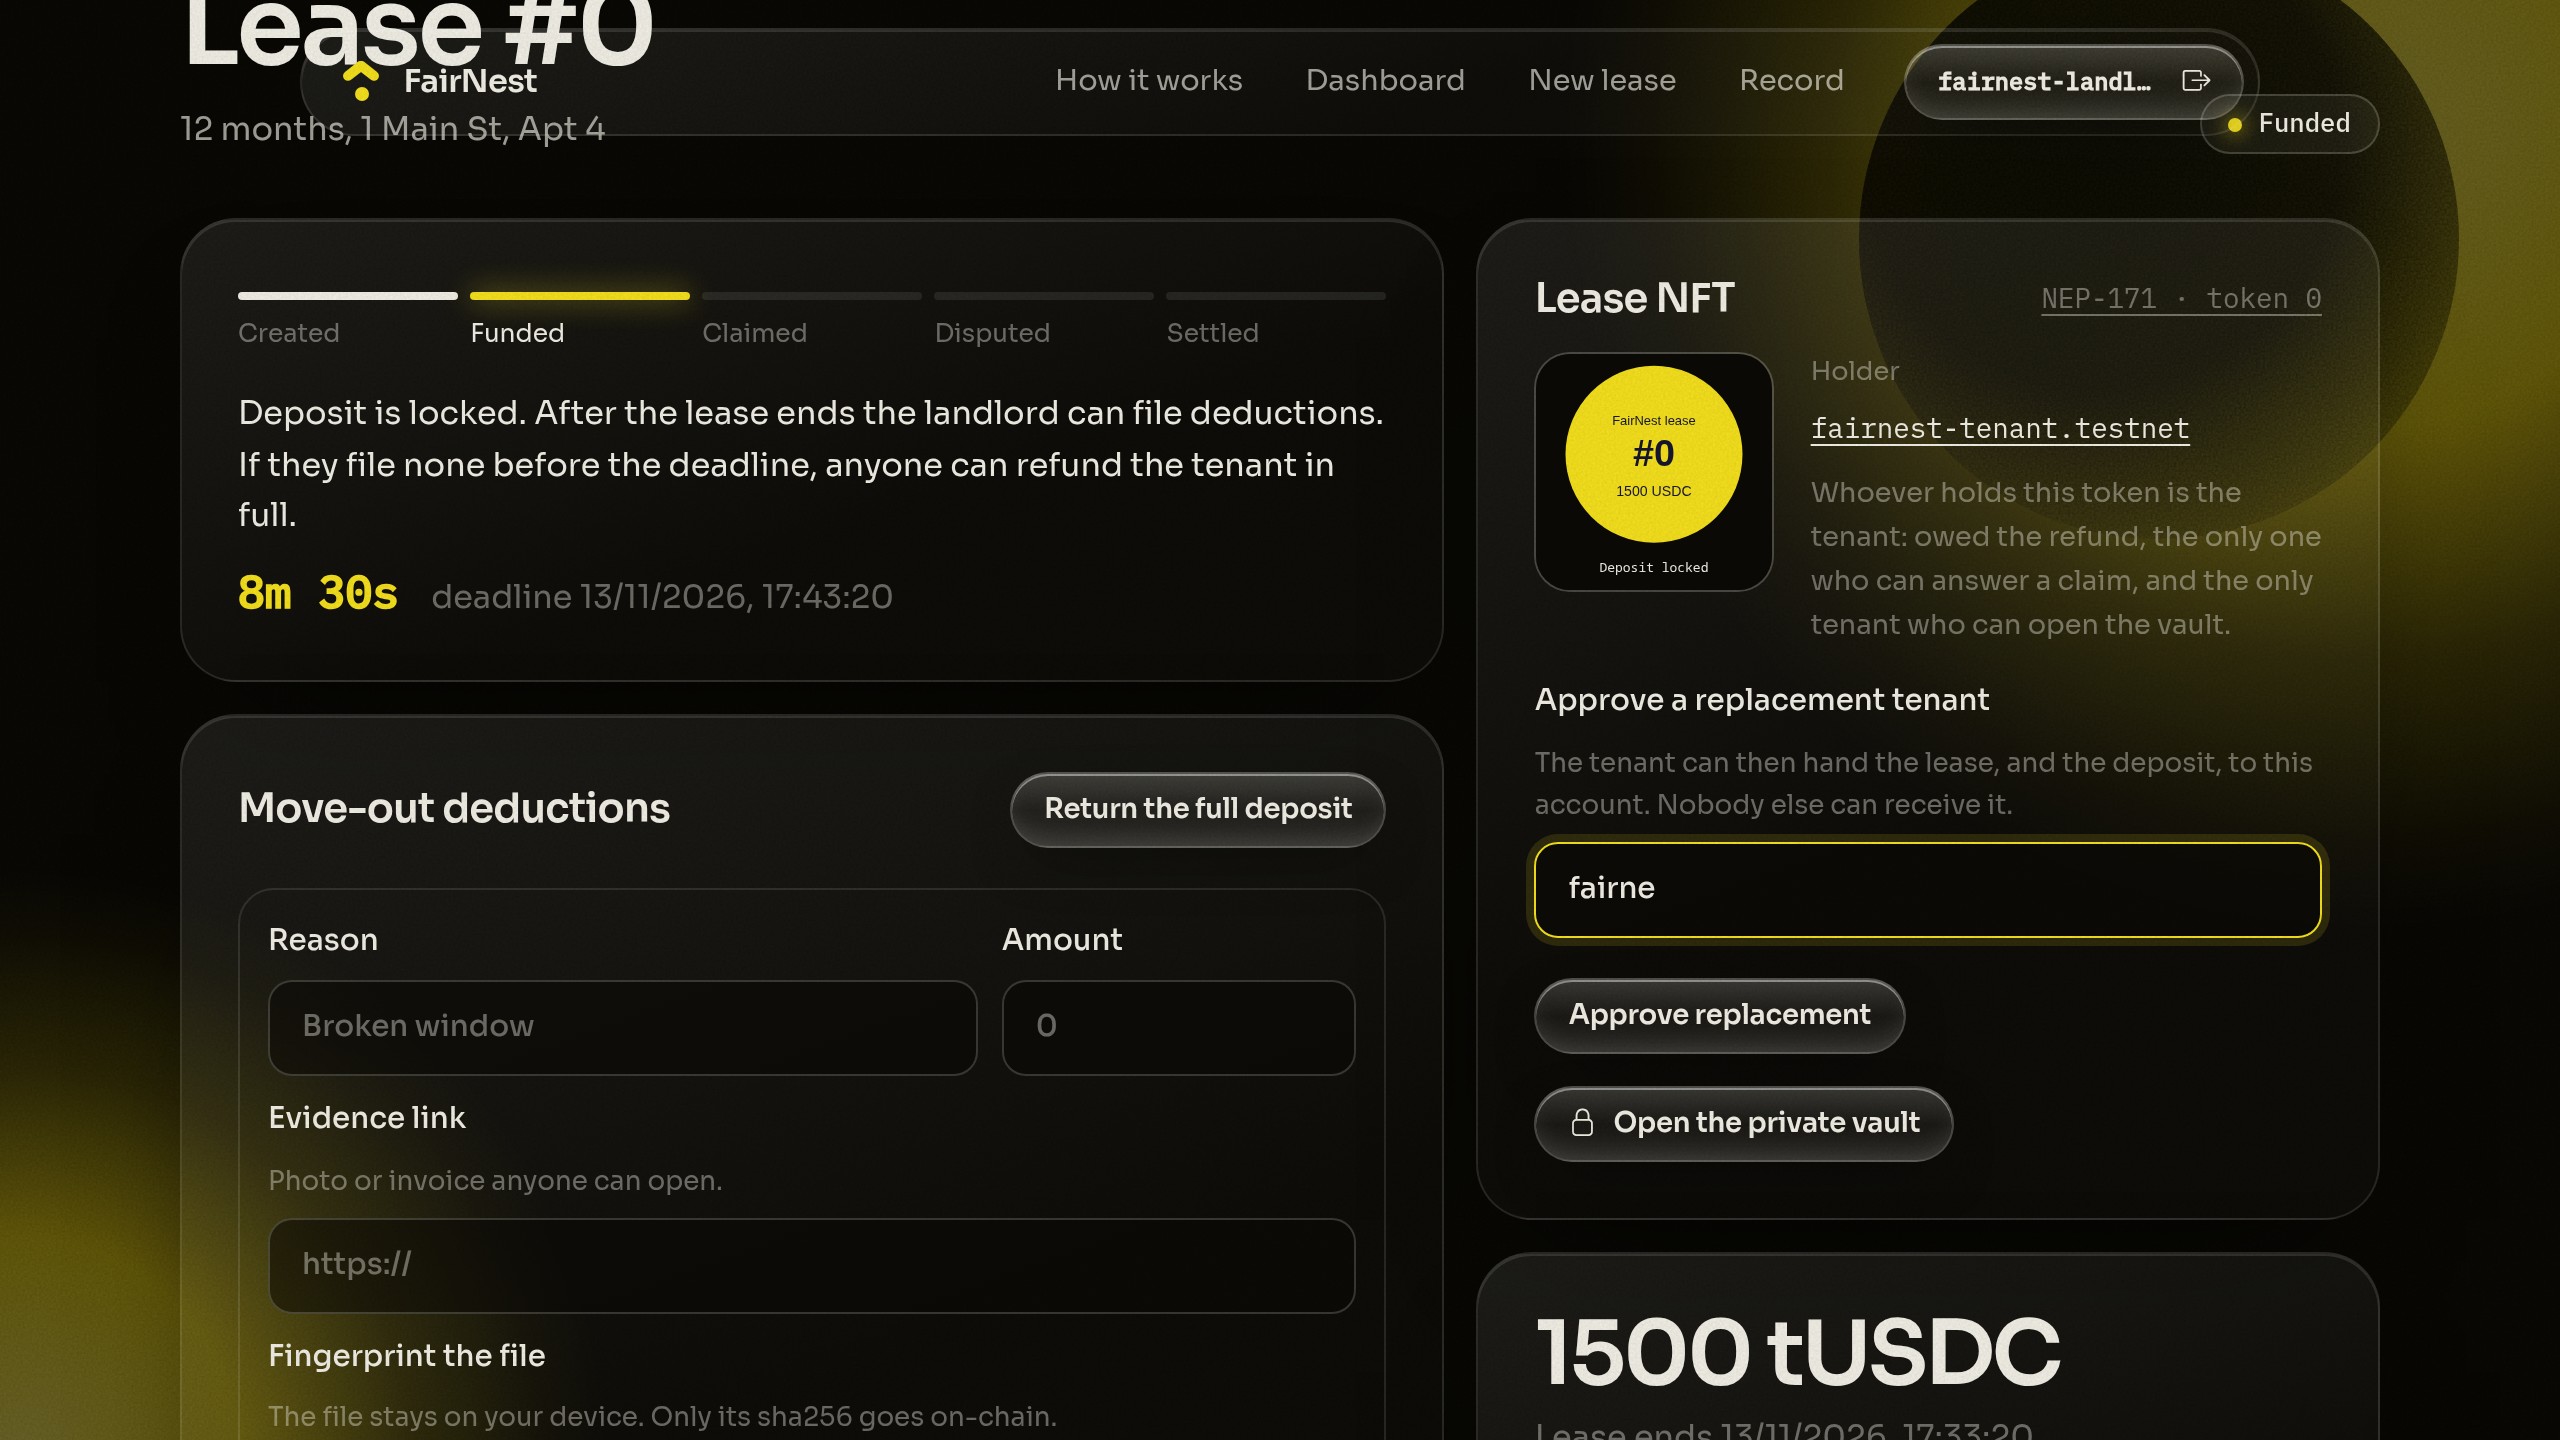 Lease #0
FairNest
How it works
Dashboard
New lease
Record
fairnest-landl…
12 months, 1 Main St, Apt 4
Funded
Created
Funded
Claimed
Disputed
Settled
Deposit is locked. After the lease ends the landlord can file deductions.
If they file none before the deadline, anyone can refund the tenant in
full.
8m 30s
deadline 13/11/2026, 17:43:20
Move-out deductions
Return the full deposit
Reason
Amount
Broken window
0
Evidence link
Photo or invoice anyone can open.
https://
Fingerprint the file
The file stays on your device. Only its sha256 goes on-chain.
Lease NFT
NEP-171 · token 0
FairNest lease
#0
1500 USDC
Deposit locked
Holder
fairnest-tenant.testnet
Whoever holds this token is the
tenant: owed the refund, the only one
who can answer a claim, and the only
tenant who can open the vault.
Approve a replacement tenant
The tenant can then hand the lease, and the deposit, to this
account. Nobody else can receive it.
fairne
Approve replacement
Open the private vault
1500 tUSDC
Lease ends 13/11/2026, 17:33:20